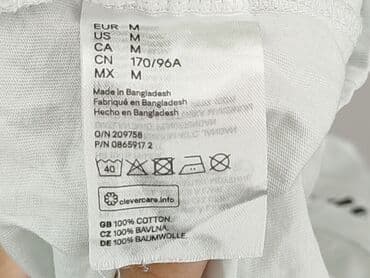 EUR M
US M
CA M
CN 170/96A
MX M
Made in Bangladesh
Fabriqué en Bangladesh
Hecho en Bangladesh
O/N 209758
P/N 0865917 2
40
clevercare.info
GB 100% COTTON.
CZ 100% BAVLNA.
DE 100% BAUMWOLLE.